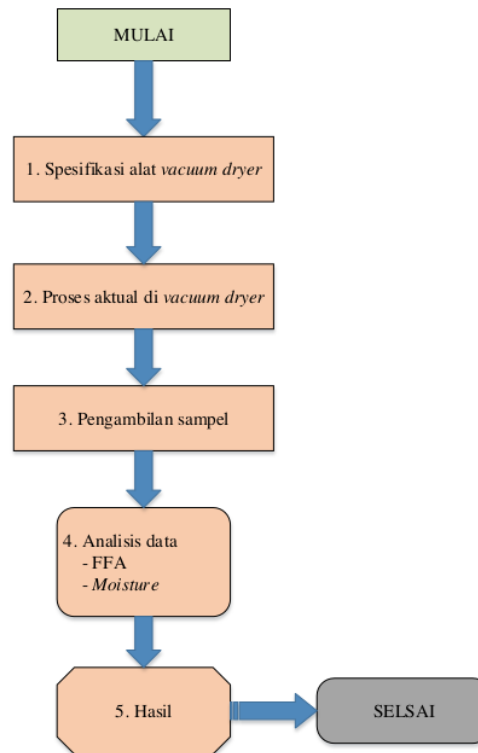 MULAI
1. Spesifikasi alat vacuum dryer
2. Proses aktual di vacuum dryer
3. Pengambilan sampel
4. Analisis data
- FFA
- Moisture
5. Hasil
SELSAI